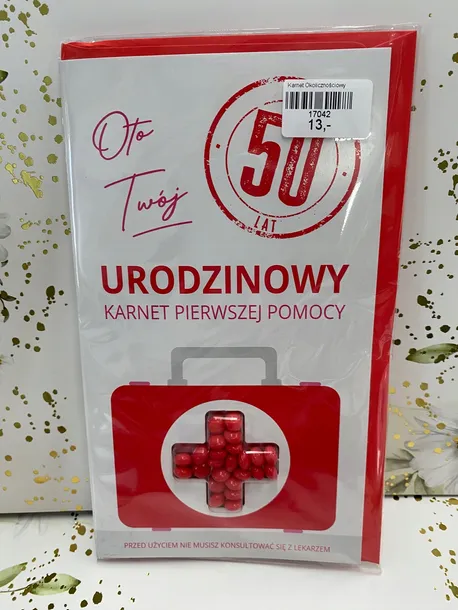 Karnet Okolicznościowy
17042
13,-
Oto
Twój
50
LAT
URODZINOWY
KARNET PIERWSZEJ POMOCY
PRZED UŻYCIEM NIE MUSISZ KONSULTOWAĆ SIĘ Z LEKARZEM